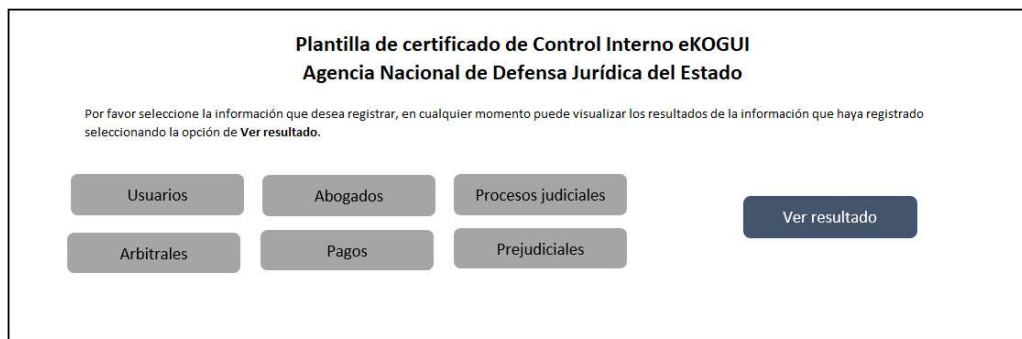 Plantilla de certificado de Control Interno eKOGUI
Agencia Nacional de Defensa Jurídica del Estado
Por favor seleccione la información que desea registrar, en cualquier momento puede visualizar los resultados de la información que haya registrado
seleccionando la opción de Ver resultado.
Usuarios
Abogados
Procesos judiciales
Ver resultado
Arbitrales
Pagos
Prejudiciales